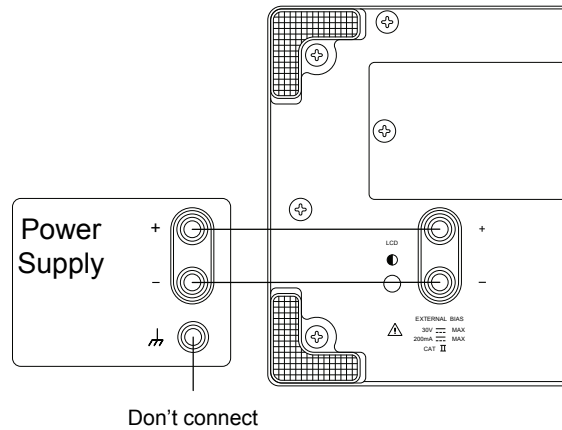 Power
Supply
+
−
LCD
+
−
EXTERNAL BIAS
30V ⎓ MAX
200mA ⎓ MAX
CAT II
Don't connect